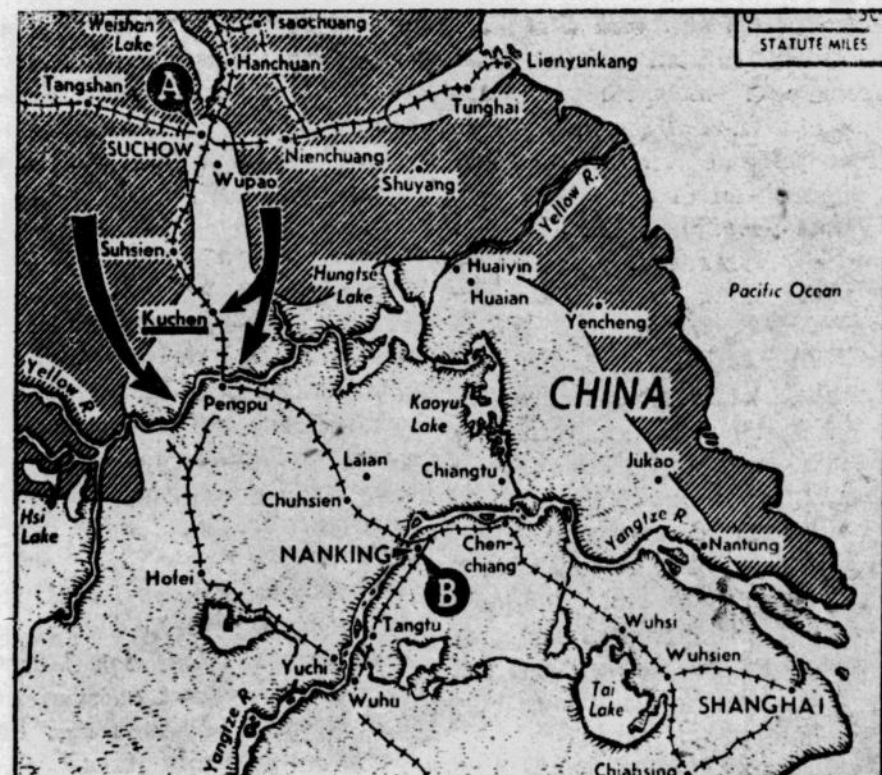 Weishan
Lake
Tsaochuang
Hanchuan
STATUTE MILES
Lienyunkang
Tangshan
A
Tunghai
SUCHOW
Nienchuang
Wupao
Shuyang
Yellow R.
Suhsien
Hungtse
Lake
Huaiyin
Huaian
Pacific Ocean
Kuchen
Yencheng
Yellow R.
Pengpu
Kaoyu
Lake
CHINA
Laian
Chiangtu
Jukao
Chuhsien
Hsi
Lake
Yangtze R.
NANKING
Chen-
chiang
Nantung
Hofei
B
Tangtu
Wuhsi
Yuchi
Wuhsien
Wuhu
Tai
Lake
SHANGHAI
Yangtze R.
Chiahsing